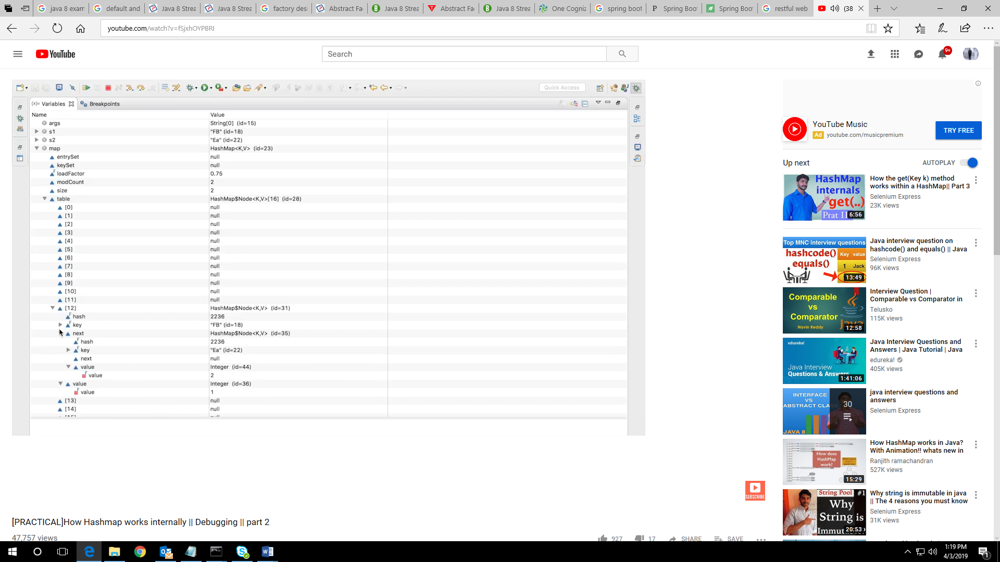 java 8 exam
default and
Java 8 Strea
Java 8 Strea
factory desi
Abstract Fac
Java 8 Strea
Abstract Fac
Java 8 Strea
One Cogniz
spring boot
Spring Boo
Spring Boo
restful web
(38
youtube.com/watch?v=fSjxhOYPBRI
YouTube
Search
9+
Quick Access
(x)= Variables
Breakpoints
Name Value
args String[0] (id=15)
s1 "FB" (id=18)
s2 "Ea" (id=22)
map HashMap<K,V> (id=23)
entrySet null
keySet null
loadFactor 0.75
modCount 2
size 2
table HashMap$Node<K,V>[16] (id=28)
[0] null
[1] null
[2] null
[3] null
[4] null
[5] null
[6] null
[7] null
[8] null
[9] null
[10] null
[11] null
[12] HashMap$Node<K,V> (id=31)
hash 2236
key "FB" (id=18)
next HashMap$Node<K,V> (id=35)
hash 2236
key "Ea" (id=22)
next null
value Integer (id=44)
value 2
value Integer (id=36)
value 1
[13] null
[14] null
SUBSCRIBE
[PRACTICAL]How Hashmap works internally || Debugging || part 2
47,757 views
927 17 SHARE SAVE
YouTube Music
Ad youtube.com/musicpremium
TRY FREE
Up next AUTOPLAY
HashMap
internals
get(..)
Prat II
6:56
How the get(Key k) method
works within a HashMap|| Part 3
Selenium Express
23K views
Top MNC interview questions
hashcode()
equals()
Key value
1 Jack
13:49
Java interview question on
hashcode() and equals() || Java
Selenium Express
96K views
Comparable
vs
Comparator
Navin Reddy
Java
12:58
Interview Question |
Comparable vs Comparator in
Telusko
115K views
edureka!
Java Interview
Questions & Answers
1:41:06
Java Interview Questions and
Answers | Java Tutorial | Java
edureka!
405K views
INTERFACE
VS
ABSTRACT CLASS
JAVA 8
30
java interview questions and
answers
Selenium Express
How does
HashMap
work?
15:29
How HashMap works in Java?
With Animation!! whats new in
Ranjith ramachandran
527K views
String Pool #1
Why
String is
Immutable
20:53
Why string is immutable in java
|| The 4 reasons you must know
Selenium Express
31K views
1:19 PM
4/3/2019
1